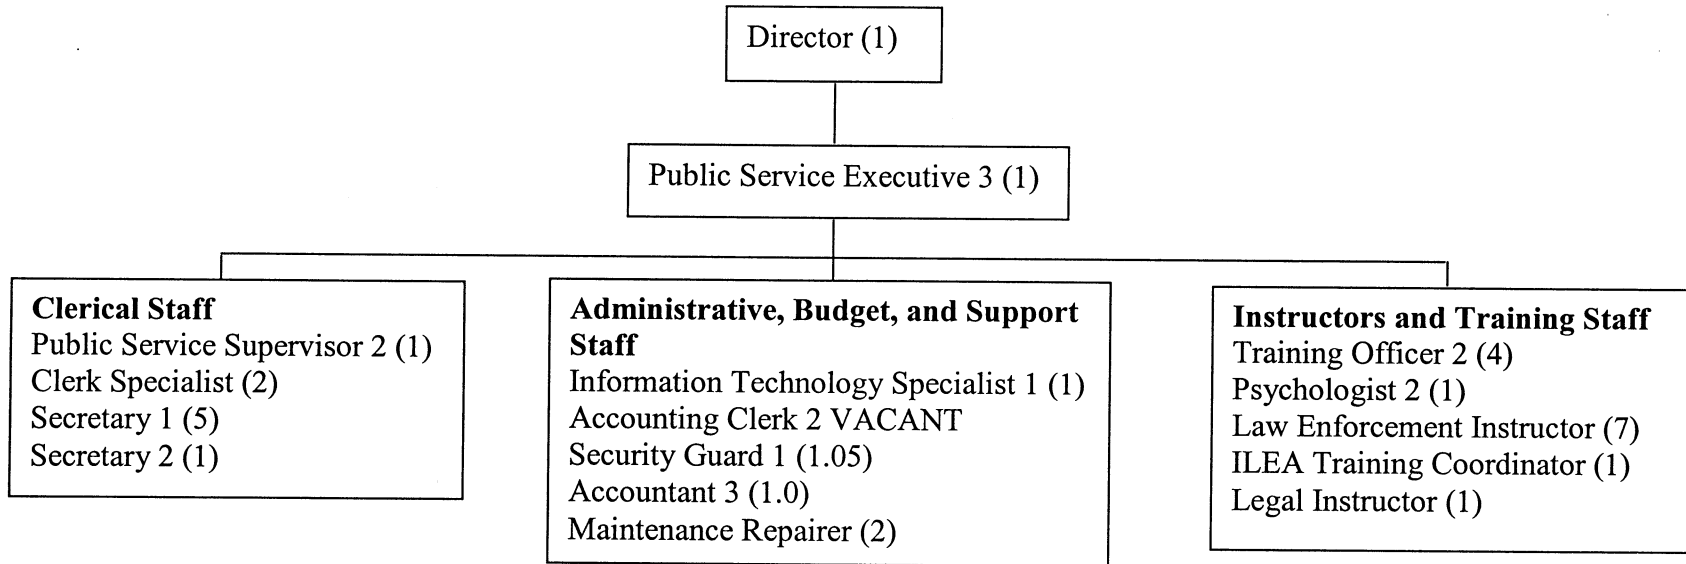 Director (1)
Public Service Executive 3 (1)
Clerical Staff
Public Service Supervisor 2 (1)
Clerk Specialist (2)
Secretary 1 (5)
Secretary 2 (1)
Administrative, Budget, and Support
Staff
Information Technology Specialist 1 (1)
Accounting Clerk 2 VACANT
Security Guard 1 (1.05)
Accountant 3 (1.0)
Maintenance Repairer (2)
Instructors and Training Staff
Training Officer 2 (4)
Psychologist 2 (1)
Law Enforcement Instructor (7)
ILEA Training Coordinator (1)
Legal Instructor (1)